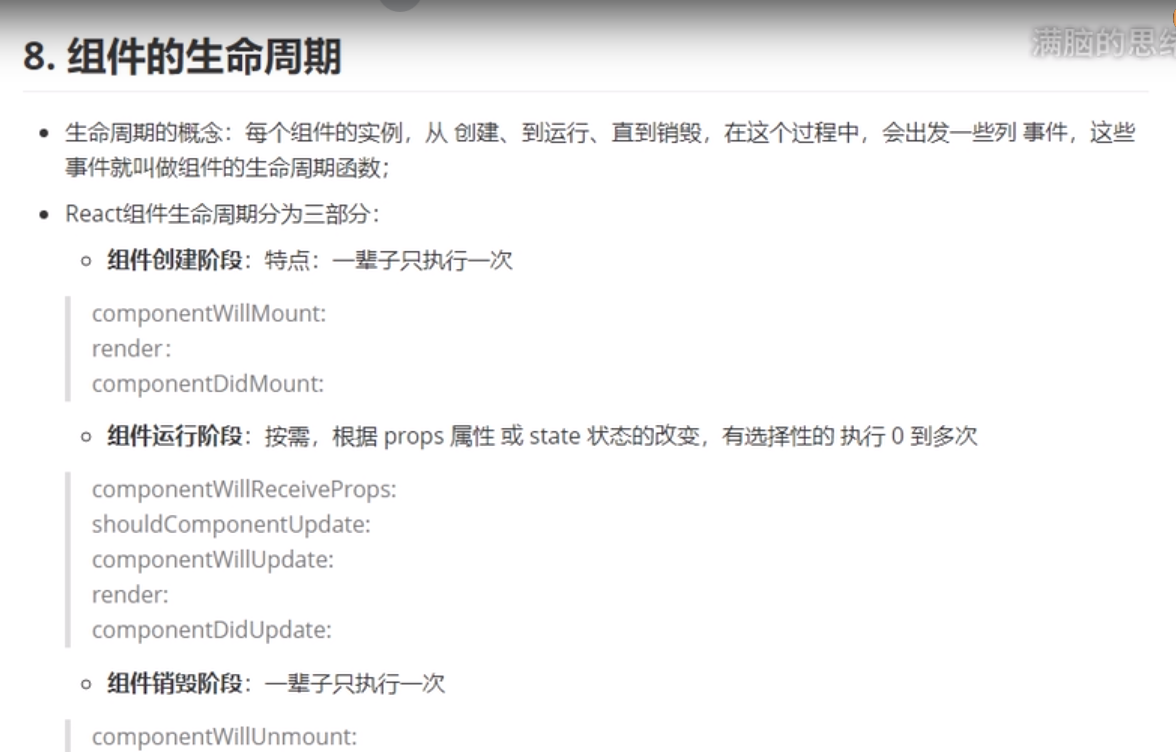 满脑的思绪
8. 组件的生命周期
生命周期的概念：每个组件的实例，从 创建、到运行、直到销毁，在这个过程中，会出发一些列 事件，这些
事件就叫做组件的生命周期函数；
React组件生命周期分为三部分：
组件创建阶段：特点：一辈子只执行一次
componentWillMount:
render:
componentDidMount:
组件运行阶段：按需，根据 props 属性 或 state 状态的改变，有选择性的 执行 0 到多次
componentWillReceiveProps:
shouldComponentUpdate:
componentWillUpdate:
render:
componentDidUpdate:
组件销毁阶段：一辈子只执行一次
componentWillUnmount: